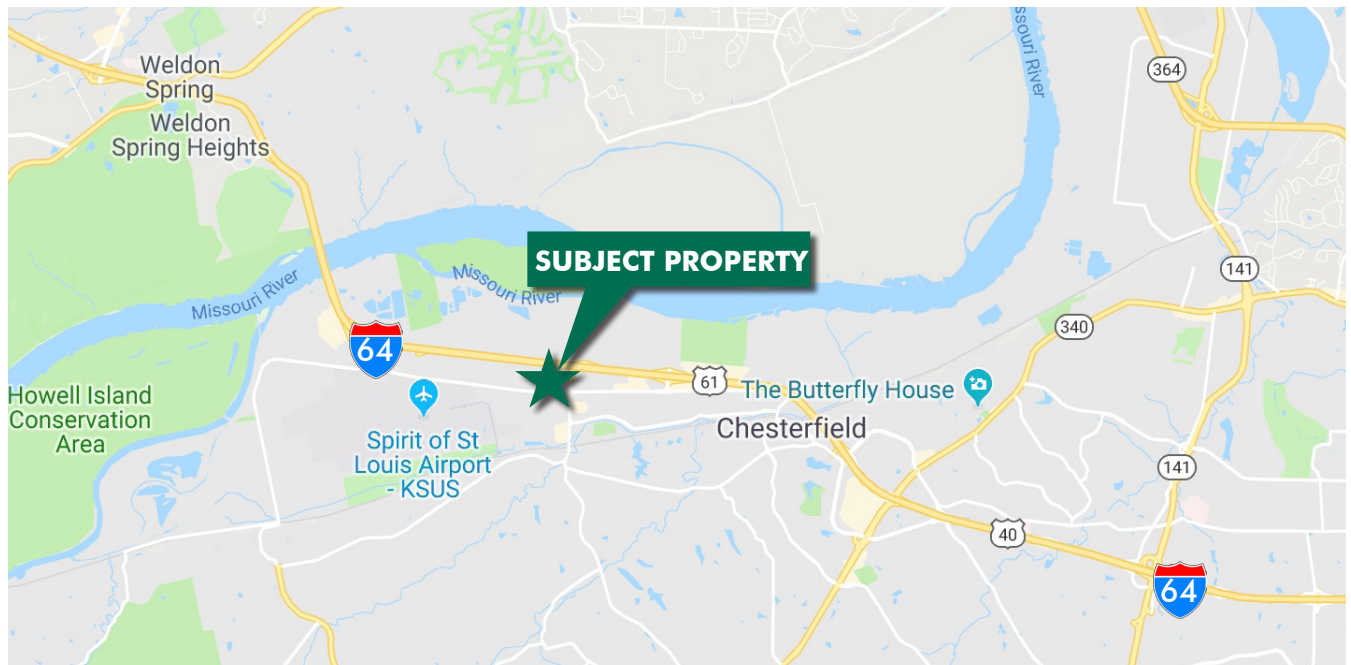 Weldon
Spring
Weldon
Spring Heights
issouri River
364
SUBJECT PROPERTY
141
Missouri River
Missouri River
340
64
61
The Butterfly House
Howell Island
Conservation
Area
Chesterfield
Spirit of St
Louis Airport
- KSUS
141
40
64